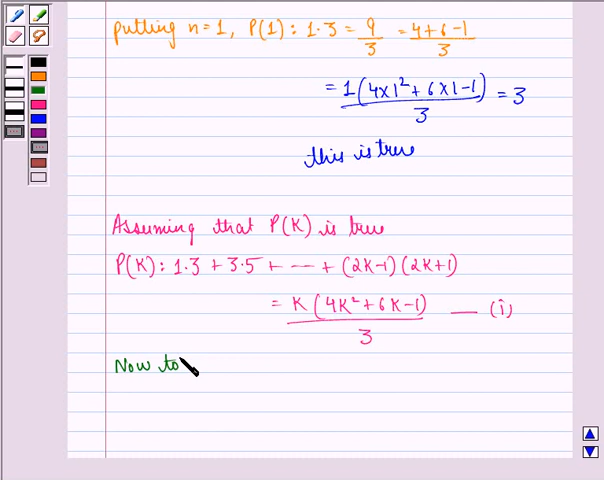 putting n=1, P(1): 1·3 = 9/3 = 4+6-1/3
= 1(4×1²+6×1-1)/3 = 3
this is true
Assuming that P(K) is true
P(K): 1.3 + 3.5 + --- + (2K-1)(2K+1)
= K(4K²+6K-1)/3 — (i)
Now to